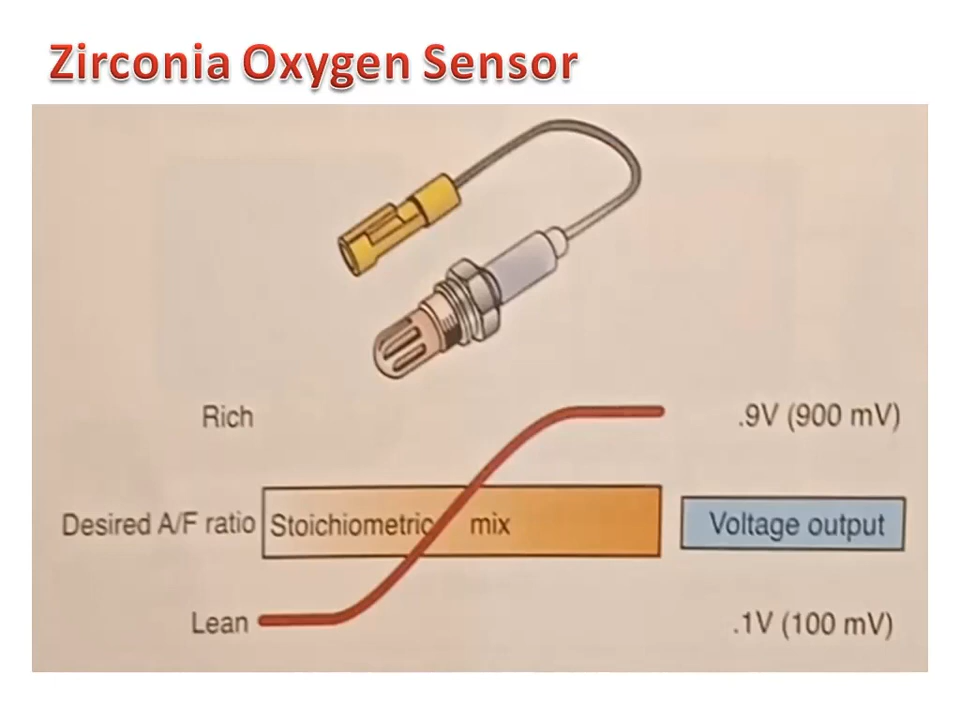 Zirconia Oxygen Sensor
Rich
.9V (900 mV)
Desired A/F ratio
Stoichiometric mix
Voltage output
Lean
.1V (100 mV)